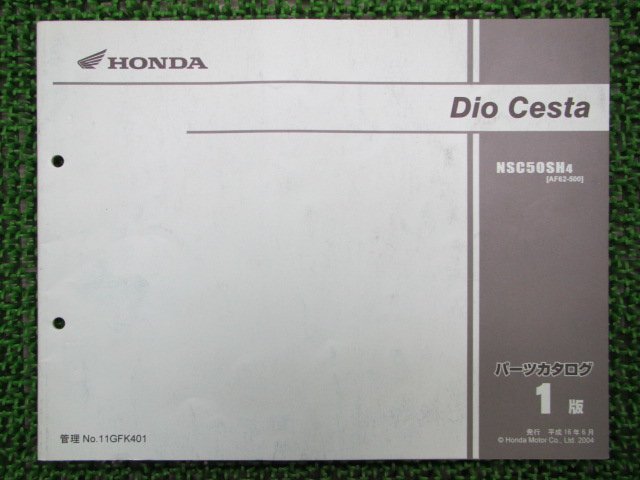 HONDA
Dio Cesta
NSC50SH4
[AF62-500]
パーツカタログ
1版
発行 平成16年6月
© Honda Motor Co., Ltd. 2004
管理 No.11GFK401